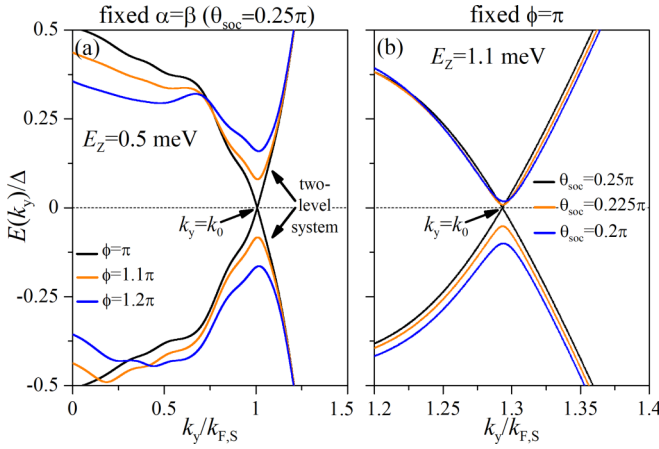 fixed α=β (θsoc=0.25π)
fixed ϕ=π
E(ky)/Δ
0.5
0.25
0
-0.25
-0.5
(a)
EZ=0.5 meV
ky=k0
two-
level
system
ϕ=π
ϕ=1.1π
ϕ=1.2π
0 0.5 1 1.5
ky/kF,S
(b)
EZ=1.1 meV
θsoc=0.25π
θsoc=0.225π
θsoc=0.2π
ky=k0
1.2 1.25 1.3 1.35 1.4
ky/kF,S